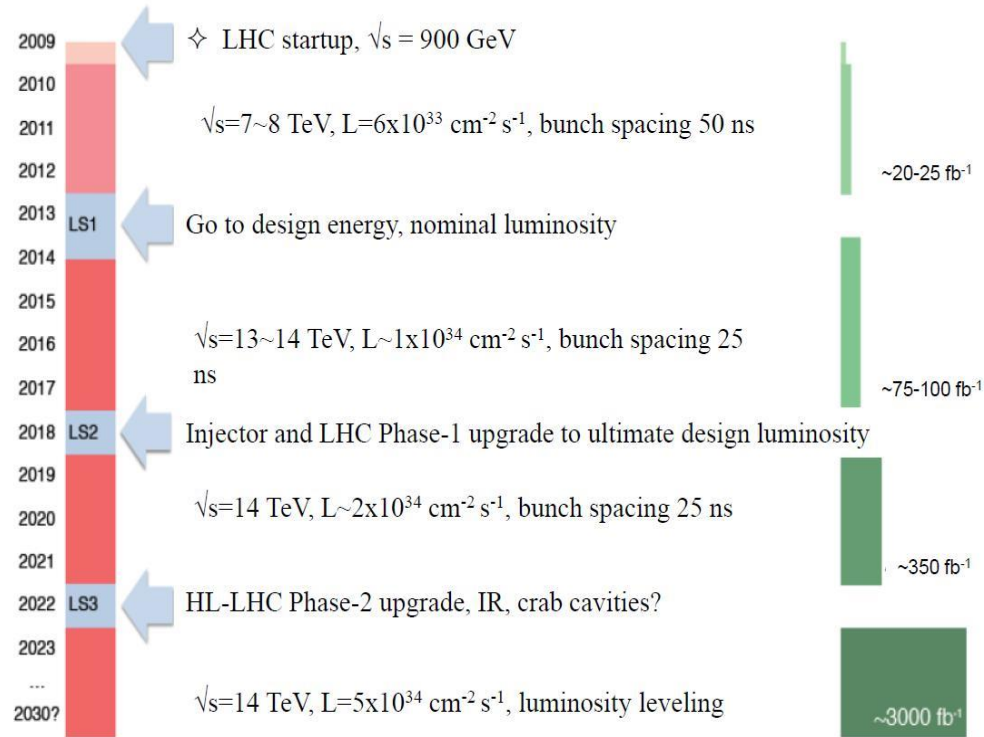 2009
✧ LHC startup, √s = 900 GeV
2010
2011
√s=7~8 TeV, L=6x10³³ cm⁻² s⁻¹, bunch spacing 50 ns
2012
~20-25 fb⁻¹
2013
LS1
Go to design energy, nominal luminosity
2014
2015
2016
√s=13~14 TeV, L~1x10³⁴ cm⁻² s⁻¹, bunch spacing 25
ns
2017
~75-100 fb⁻¹
2018
LS2
Injector and LHC Phase-1 upgrade to ultimate design luminosity
2019
2020
√s=14 TeV, L~2x10³⁴ cm⁻² s⁻¹, bunch spacing 25 ns
2021
~350 fb⁻¹
2022
LS3
HL-LHC Phase-2 upgrade, IR, crab cavities?
2023
...
2030?
√s=14 TeV, L=5x10³⁴ cm⁻² s⁻¹, luminosity leveling
~3000 fb⁻¹